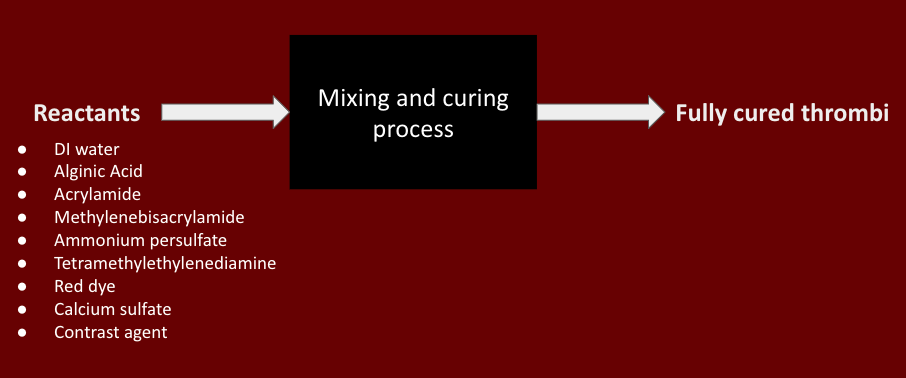 Mixing and curing
process
Reactants
Fully cured thrombi
● DI water
● Alginic Acid
● Acrylamide
● Methylenebisacrylamide
● Ammonium persulfate
● Tetramethylethylenediamine
● Red dye
● Calcium sulfate
● Contrast agent